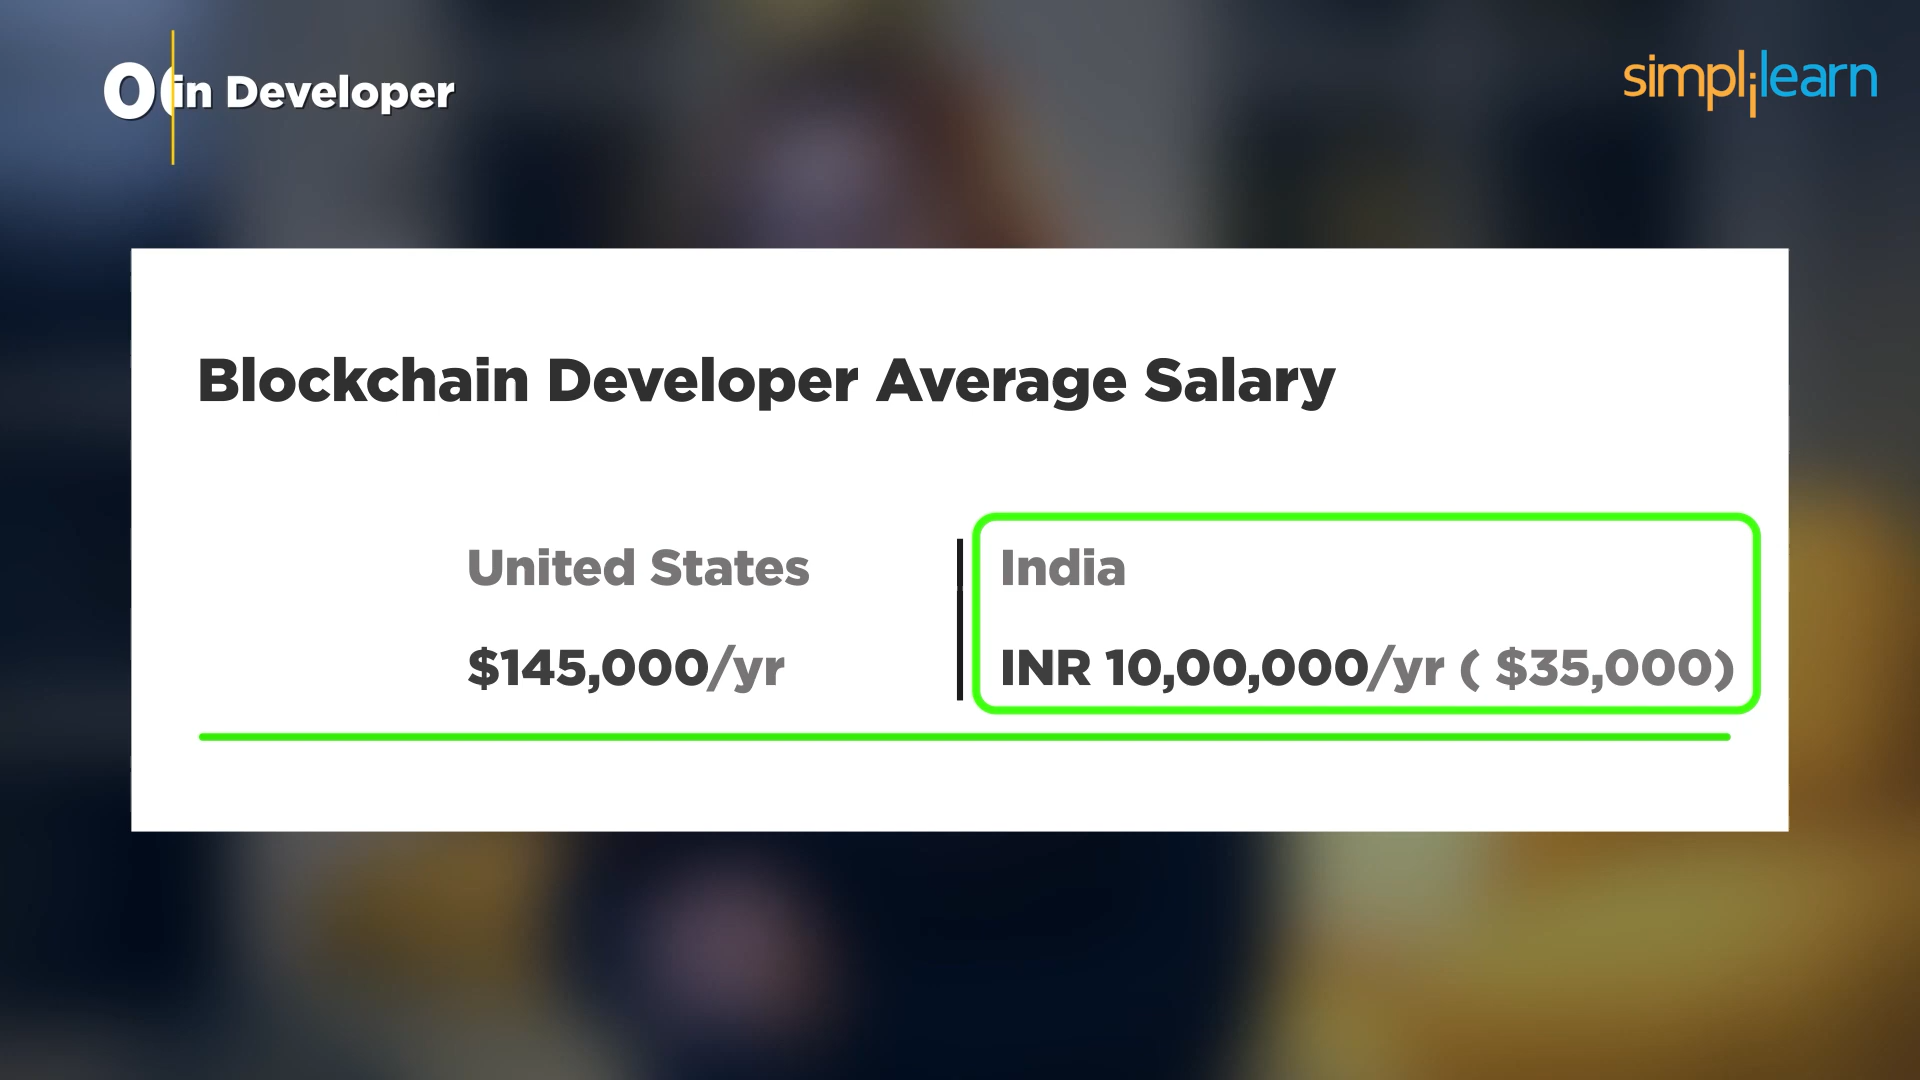 in Developer
simplilearn
Blockchain Developer Average Salary
United States
India
$145,000/yr
INR 10,00,000/yr ( $35,000)